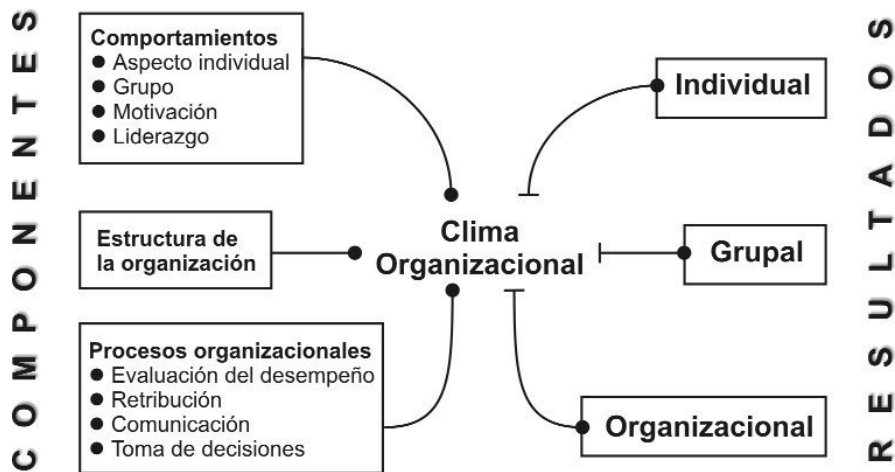 COMPONENTES
Comportamientos
● Aspecto individual
● Grupo
● Motivación
● Liderazgo
Estructura de
la organización
Procesos organizacionales
● Evaluación del desempeño
● Retribución
● Comunicación
● Toma de decisiones
Clima
Organizacional
Individual
Grupal
Organizacional
RESULTADOS